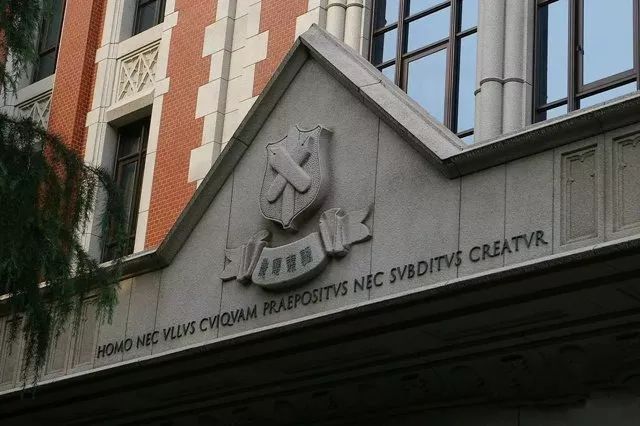 HOMO NEC VLLVS CVIQVAM PRAEPOSITVS NEC SVBDITVS CREATVR